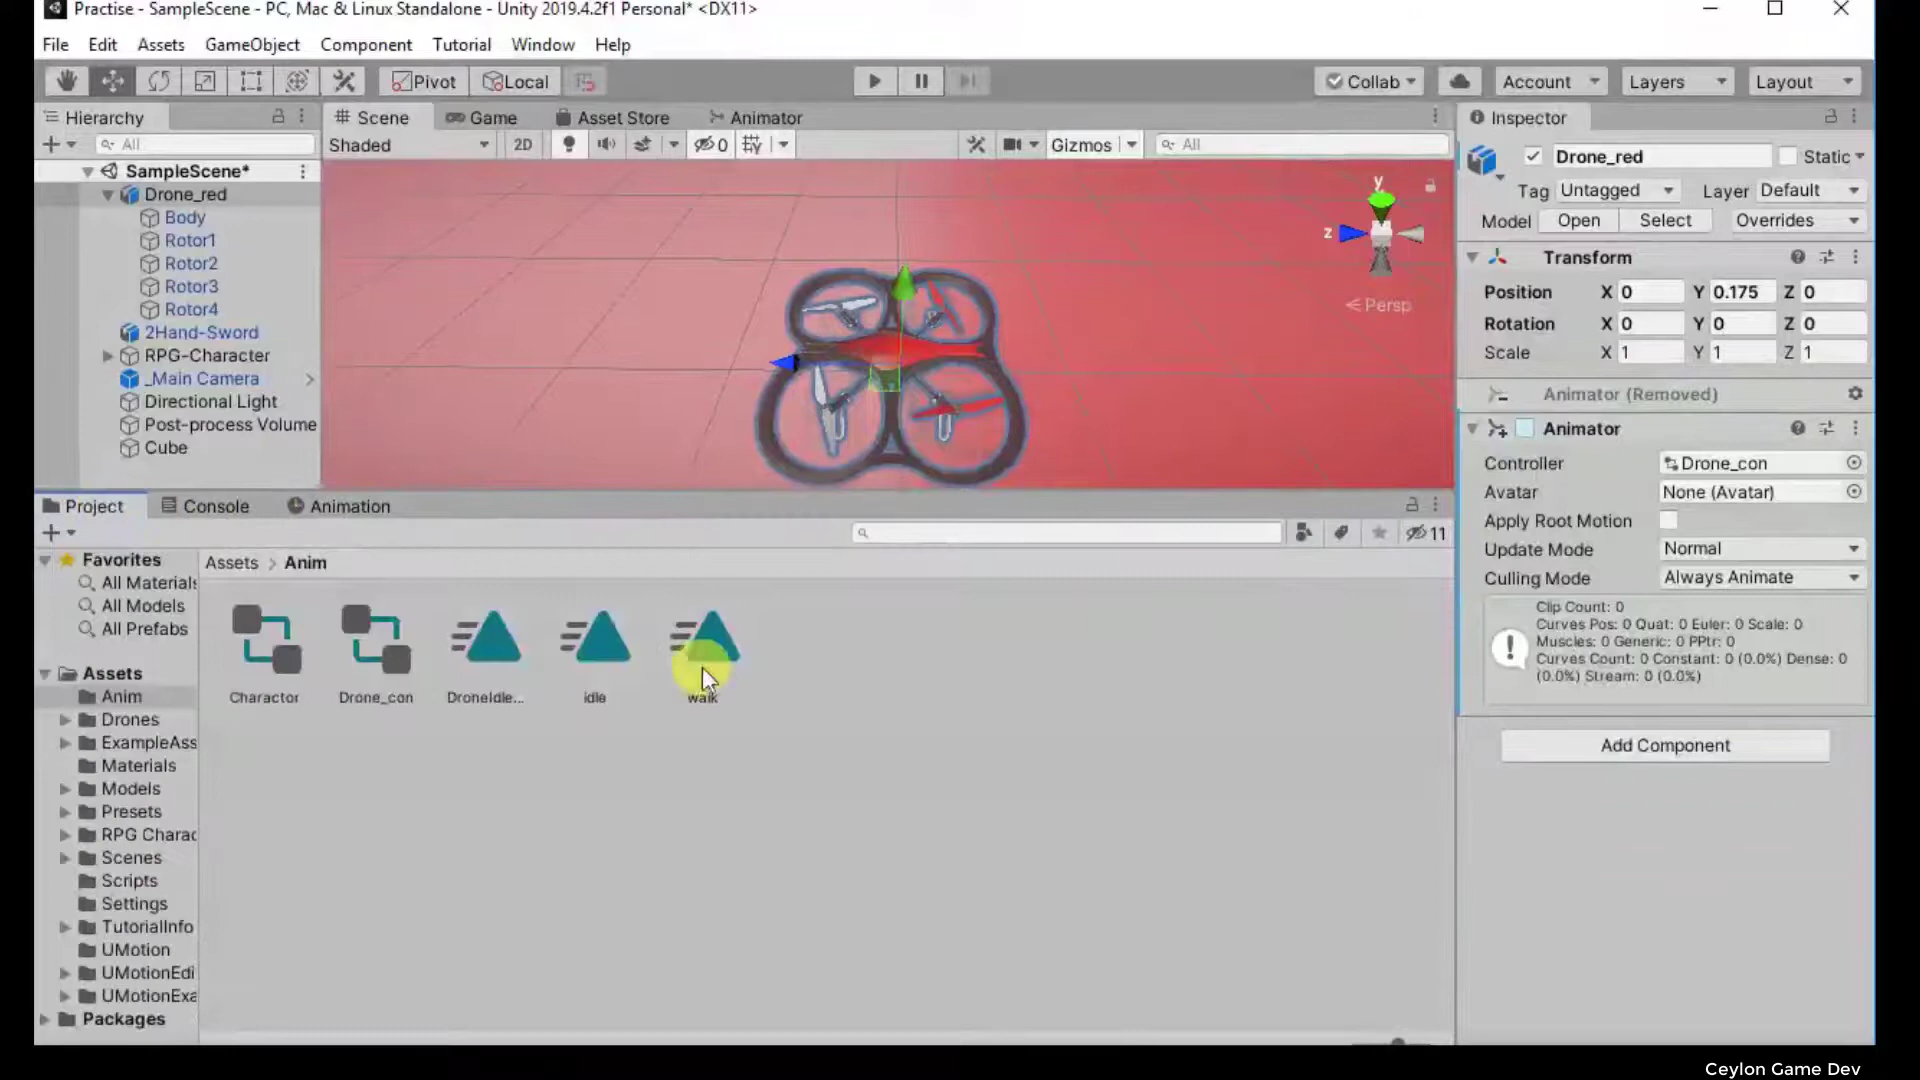 Practise - SampleScene - PC, Mac & Linux Standalone - Unity 2019.4.2f1 Personal* <DX11>
File Edit Assets GameObject Component Tutorial Window Help
Pivot Local Collab Account Layers Layout
Hierarchy
All
SampleScene*
Drone_red
Body
Rotor1
Rotor2
Rotor3
Rotor4
2Hand-Sword
RPG-Character
_Main Camera
Directional Light
Post-process Volume
Cube
Scene Game Asset Store Animator
Shaded 2D 0 Gizmos All
y
z
Persp
Inspector
Drone_red Static
Tag Untagged Layer Default
Model Open Select Overrides
Transform
Position X 0 Y 0.175 Z 0
Rotation X 0 Y 0 Z 0
Scale X 1 Y 1 Z 1
Animator (Removed)
Animator
Controller Drone_con
Avatar None (Avatar)
Apply Root Motion
Update Mode Normal
Culling Mode Always Animate
Clip Count: 0
Curves Pos: 0 Quat: 0 Euler: 0 Scale: 0
Muscles: 0 Generic: 0 PPtr: 0
Curves Count: 0 Constant: 0 (0.0%) Dense: 0
(0.0%) Stream: 0 (0.0%)
Add Component
Project Console Animation
11
Favorites
All Materials
All Models
All Prefabs
Assets
Anim
Drones
ExampleAss
Materials
Models
Presets
RPG Charac
Scenes
Scripts
Settings
TutorialInfo
UMotion
UMotionEdi
UMotionExa
Packages
Assets > Anim
Charactor Drone_con DroneIdle... idle walk
Ceylon Game Dev